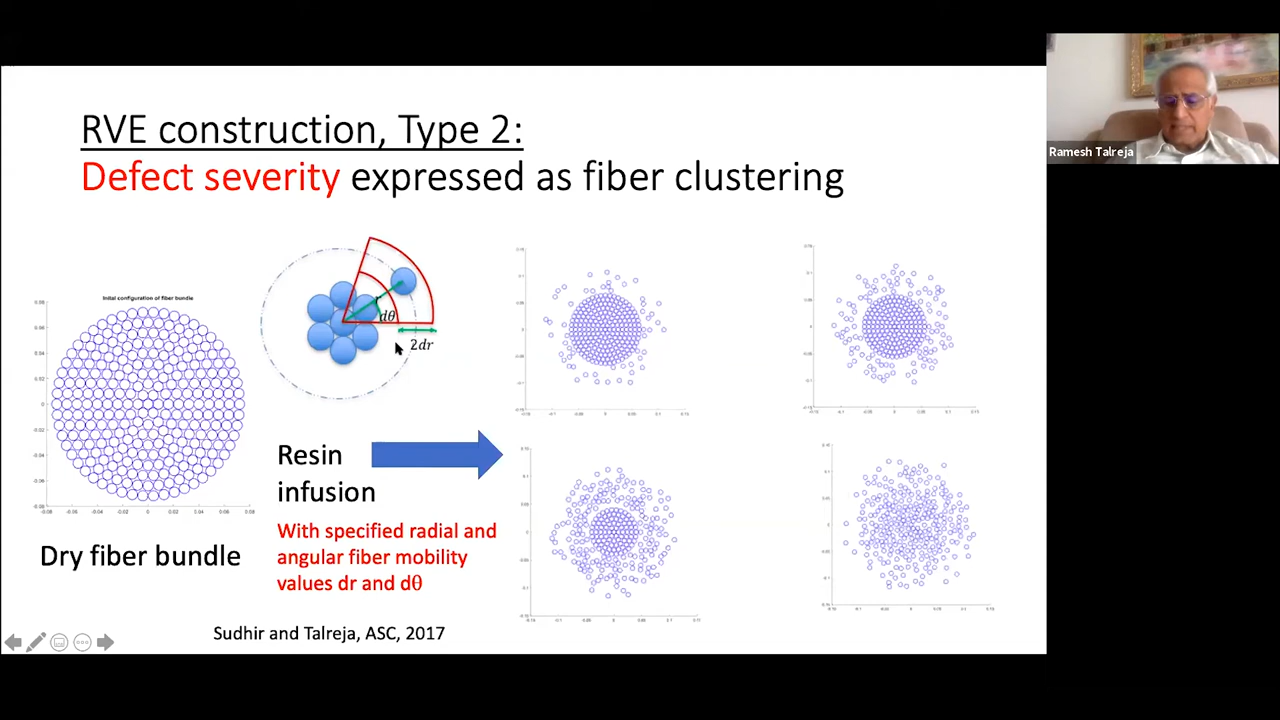 RVE construction, Type 2:
Defect severity expressed as fiber clustering
Ramesh Talreja
Initial configuration of fiber bundle
r
dθ
2dr
Resin
infusion
With specified radial and
angular fiber mobility
values dr and dθ
Dry fiber bundle
Sudhir and Talreja, ASC, 2017